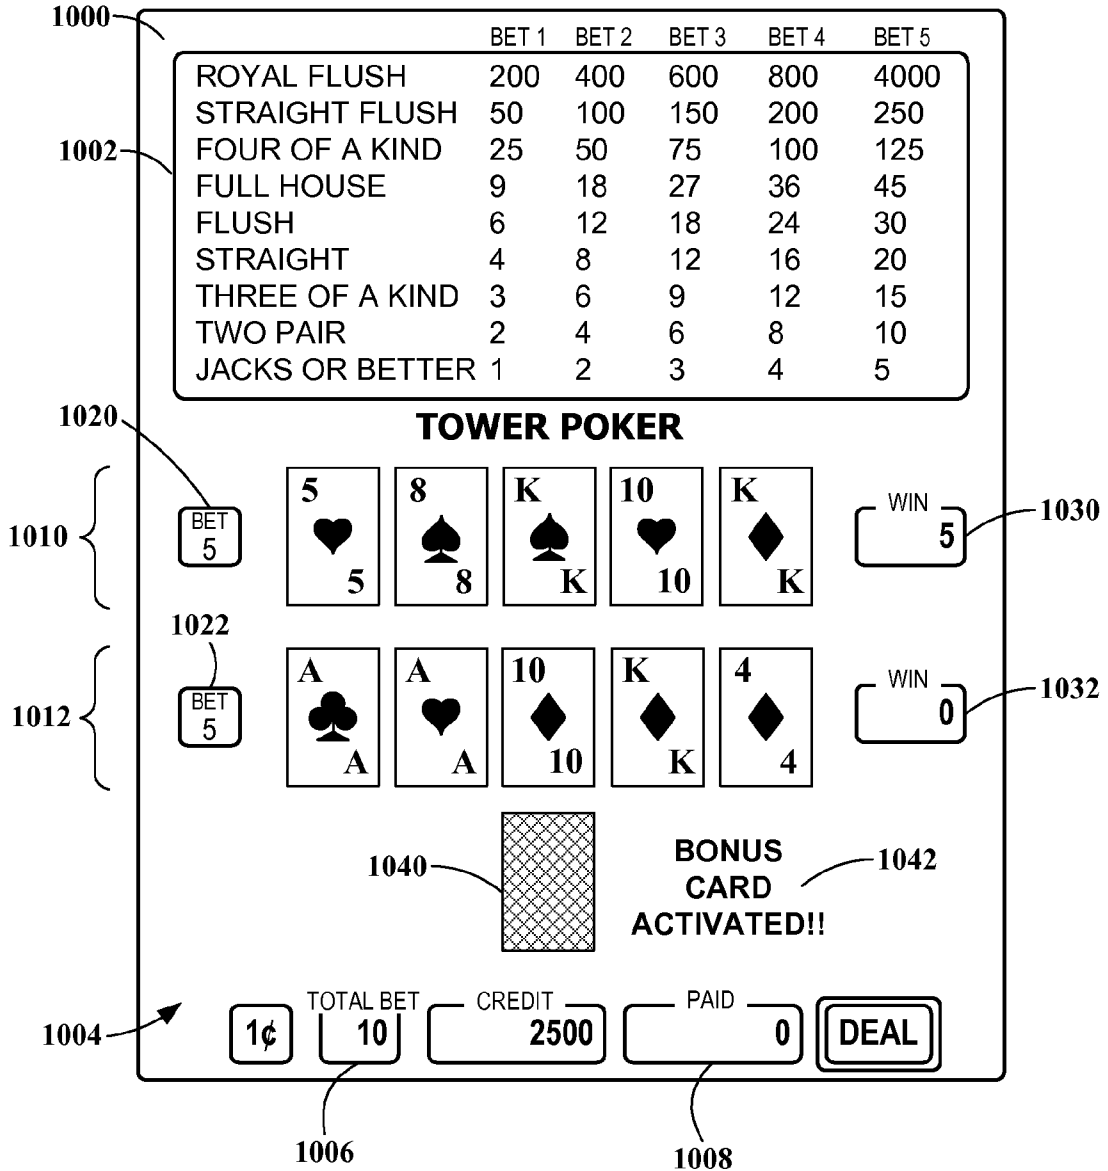 1000
BET 1 BET 2 BET 3 BET 4 BET 5
ROYAL FLUSH 200 400 600 800 4000
STRAIGHT FLUSH 50 100 150 200 250
1002
FOUR OF A KIND 25 50 75 100 125
FULL HOUSE 9 18 27 36 45
FLUSH 6 12 18 24 30
STRAIGHT 4 8 12 16 20
THREE OF A KIND 3 6 9 12 15
TWO PAIR 2 4 6 8 10
JACKS OR BETTER 1 2 3 4 5
1020
TOWER POKER
5 8 K 10 K
WIN
1030
BET
1010
5
5
5 8 K 10 K
1022
A A 10 K 4
WIN
1032
BET
1012
5
0
A A 10 K 4
BONUS
1040
1042
CARD
ACTIVATED!!
TOTAL BET CREDIT PAID
1004
1¢ 10 2500 0 DEAL
1006
1008